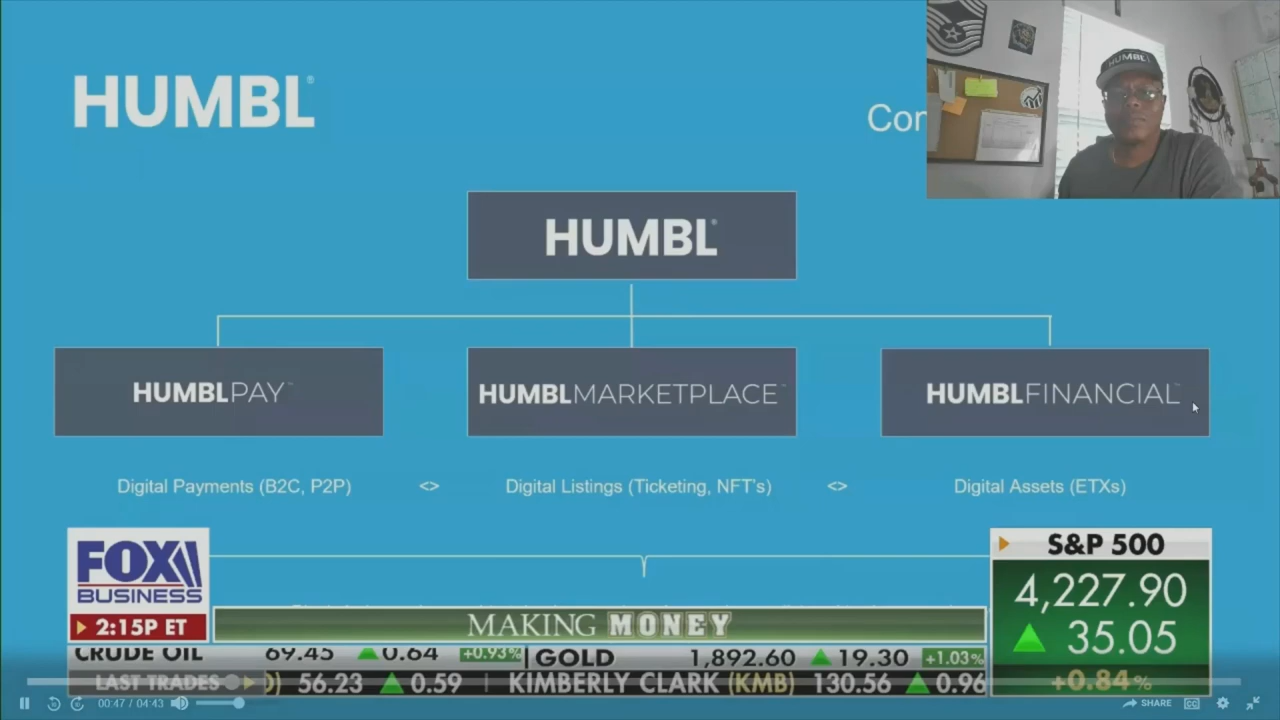 HUMBL®
HUMBL
HUMBL®
HUMBLPAY™
HUMBLMARKETPLACE™
HUMBLFINANCIAL™
Digital Payments (B2C, P2P) <> Digital Listings (Ticketing, NFT's) <> Digital Assets (ETXs)
FOX
BUSINESS
2:15P ET
MAKING MONEY
S&P 500
4,227.90
35.05
+0.84%
CRUDE OIL 69.45 0.64 +0.93% GOLD 1,892.60 19.30 +1.03%
LAST TRADES ) 56.23 0.59 KIMBERLY CLARK (KMB) 130.56 0.96
00:47 / 04:43 SHARE CC